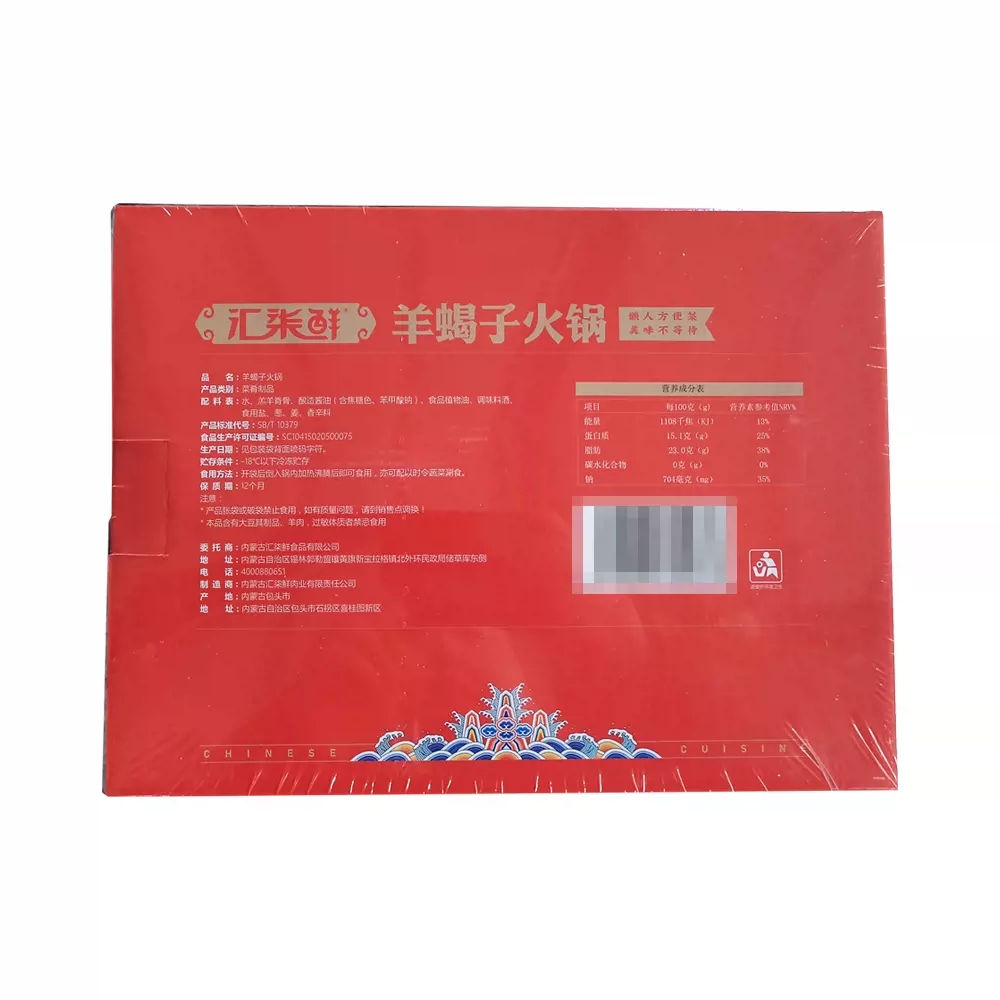 汇柒鲜
羊蝎子火锅
懒人方便菜
美味不等待
品 名：羊蝎子火锅
产品类别：菜肴制品
配 料 表：水、羔羊脊骨、酿造酱油（含焦糖色、苯甲酸钠）、食品植物油、调味料酒、
食用盐、葱、姜、香辛料
产品标准代号：SB/T 10379
食品生产许可证编号：SC10415020500075
生产日期：见包装袋背面喷码字符。
贮存条件：-18℃以下冷冻贮存
食用方法：开袋后倒入锅内加热沸腾后即可食用，亦可配以时令蔬菜涮食。
保 质 期：12个月
注意：
* 产品胀袋或破袋禁止食用，如有质量问题，请到销售点调换！
* 本品含有大豆其制品、羊肉，过敏体质者禁忌食用
委 托 商：内蒙古汇柒鲜食品有限公司
地 址：内蒙古自治区锡林郭勒盟镶黄旗新宝拉格镇北外环民政局储草库东侧
电 话：4000880651
制 造 商：内蒙古汇柒鲜肉业有限责任公司
产 地：内蒙古包头市
地 址：内蒙古自治区包头市石拐区喜桂图新区
营养成分表
项目 每100克（g） 营养素参考值NRV%
能量 1108千焦（KJ） 13%
蛋白质 15.1克（g） 25%
脂肪 23.0克（g） 38%
碳水化合物 0克（g） 0%
钠 704毫克（mg） 35%
CHINESE CUISINE